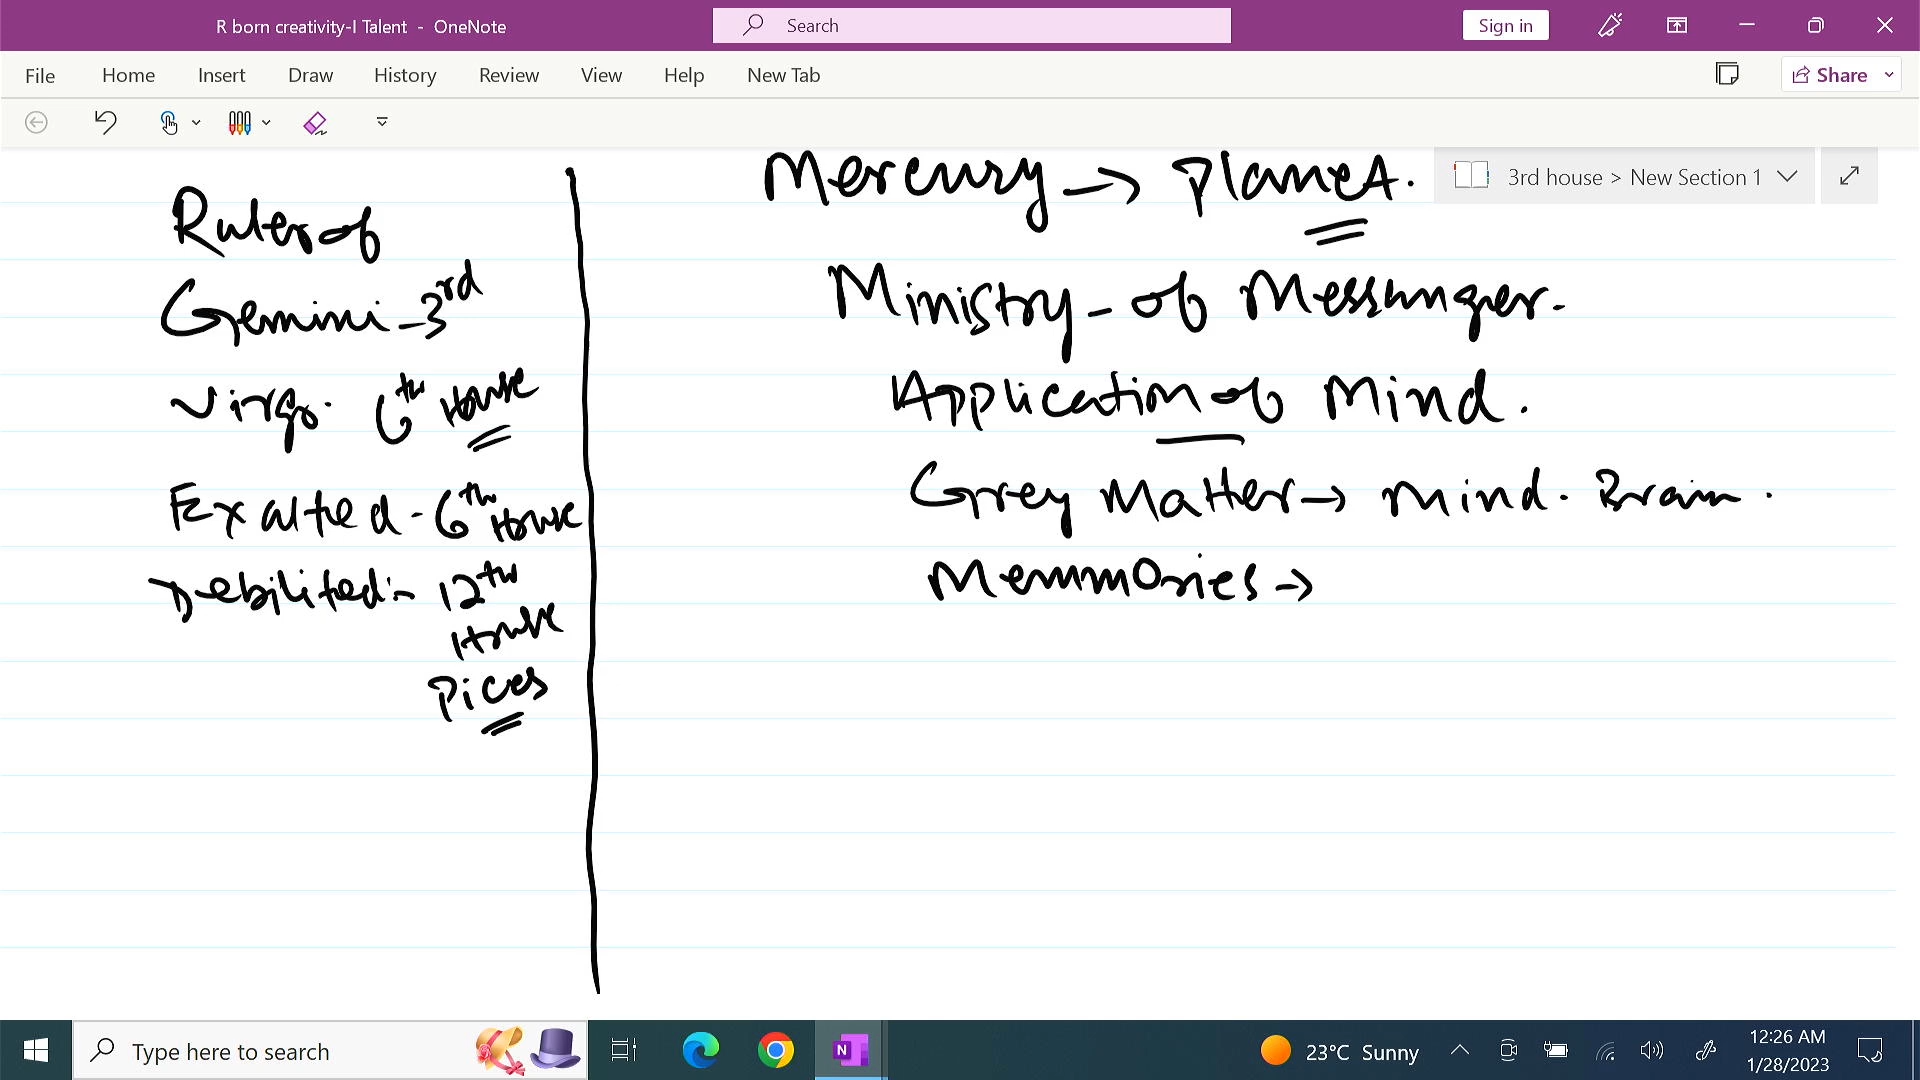 R born creativity-I Talent - OneNote
Search
Sign in
File Home Insert Draw History Review View Help New Tab
Share
3rd house > New Section 1
Ruler of
Gemini - 3rd
Virgo. 6th House
Exalted - 6th House
Debilited:- 12th
House
Pices
Mercury → Planet.
Ministry - of Messunger.
Application of Mind.
Grey Matter → Mind. Brain.
Memmories →
Type here to search
23°C Sunny
12:26 AM
1/28/2023